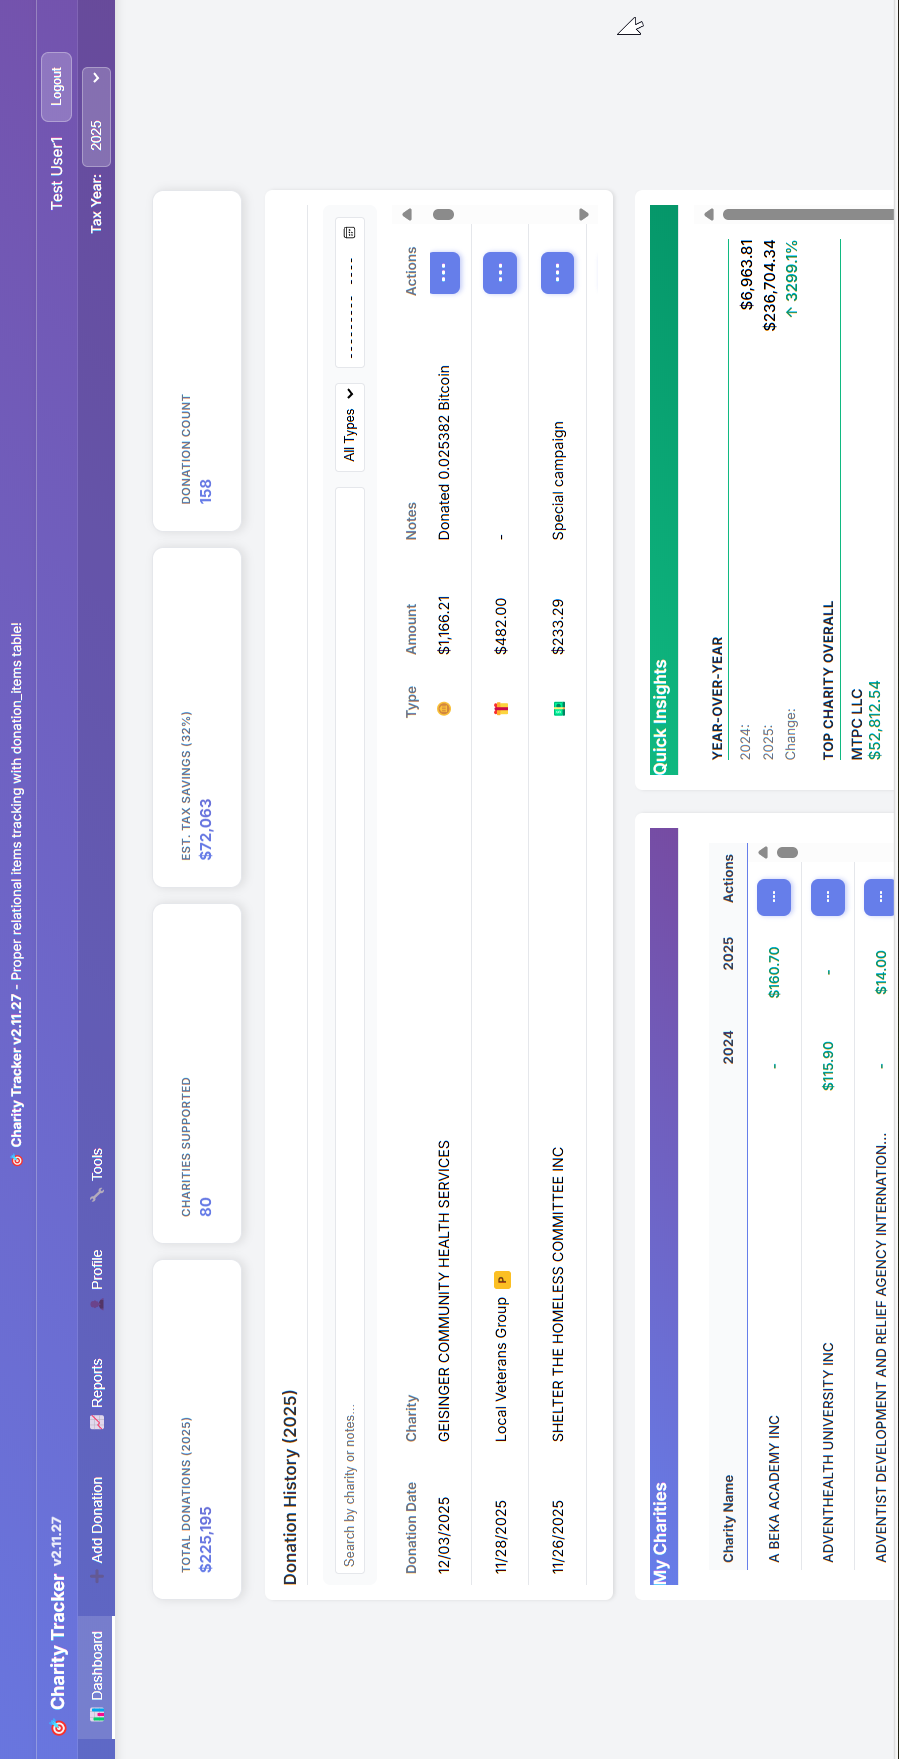 Charity Tracker v2.11.27 - Proper relational items tracking with donation_items table!
Charity Tracker v2.11.27
Test User1
Logout
Dashboard
Add Donation
Reports
Profile
Tools
Tax Year:
2025
TOTAL DONATIONS (2025)
$225,195
CHARITIES SUPPORTED
80
EST. TAX SAVINGS (32%)
$72,063
DONATION COUNT
158
Donation History (2025)
Search by charity or notes...
All Types
--------- ----
Donation Date Charity Type Amount Notes Actions
12/03/2025 GEISINGER COMMUNITY HEALTH SERVICES $1,166.21 Donated 0.025382 Bitcoin ...
11/28/2025 Local Veterans Group P $482.00 - ...
11/26/2025 SHELTER THE HOMELESS COMMITTEE INC $233.29 Special campaign ...
My Charities
Charity Name 2024 2025 Actions
A BEKA ACADEMY INC - $160.70 ...
ADVENTHEALTH UNIVERSITY INC $115.90 - ...
ADVENTIST DEVELOPMENT AND RELIEF AGENCY INTERNATION... - $14.00 ...
Quick Insights
YEAR-OVER-YEAR
2024: $6,963.81
2025: $236,704.34
Change: ↑ 3299.1%
TOP CHARITY OVERALL
MTPC LLC
$52,812.54